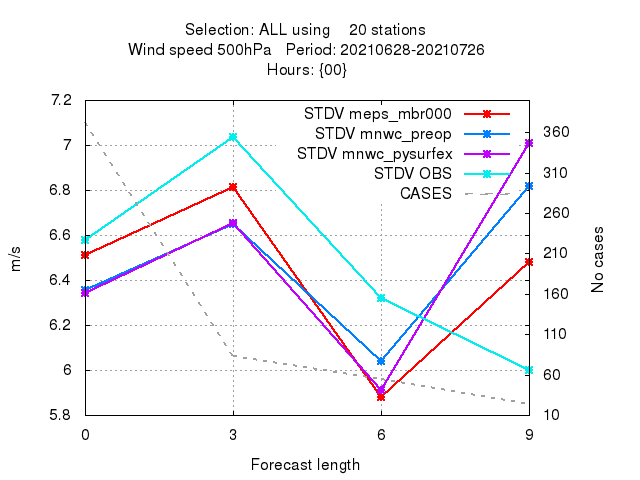 Selection: ALL using    20 stations
Wind speed 500hPa   Period: 20210628-20210726
Hours: {00}
STDV meps_mbr000
STDV mnwc_preop
STDV mnwc_pysurfex
STDV OBS
CASES
7.2
7
6.8
6.6
6.4
6.2
6
5.8
m/s
360
310
260
210
160
110
60
10
No cases
0 3 6 9
Forecast length